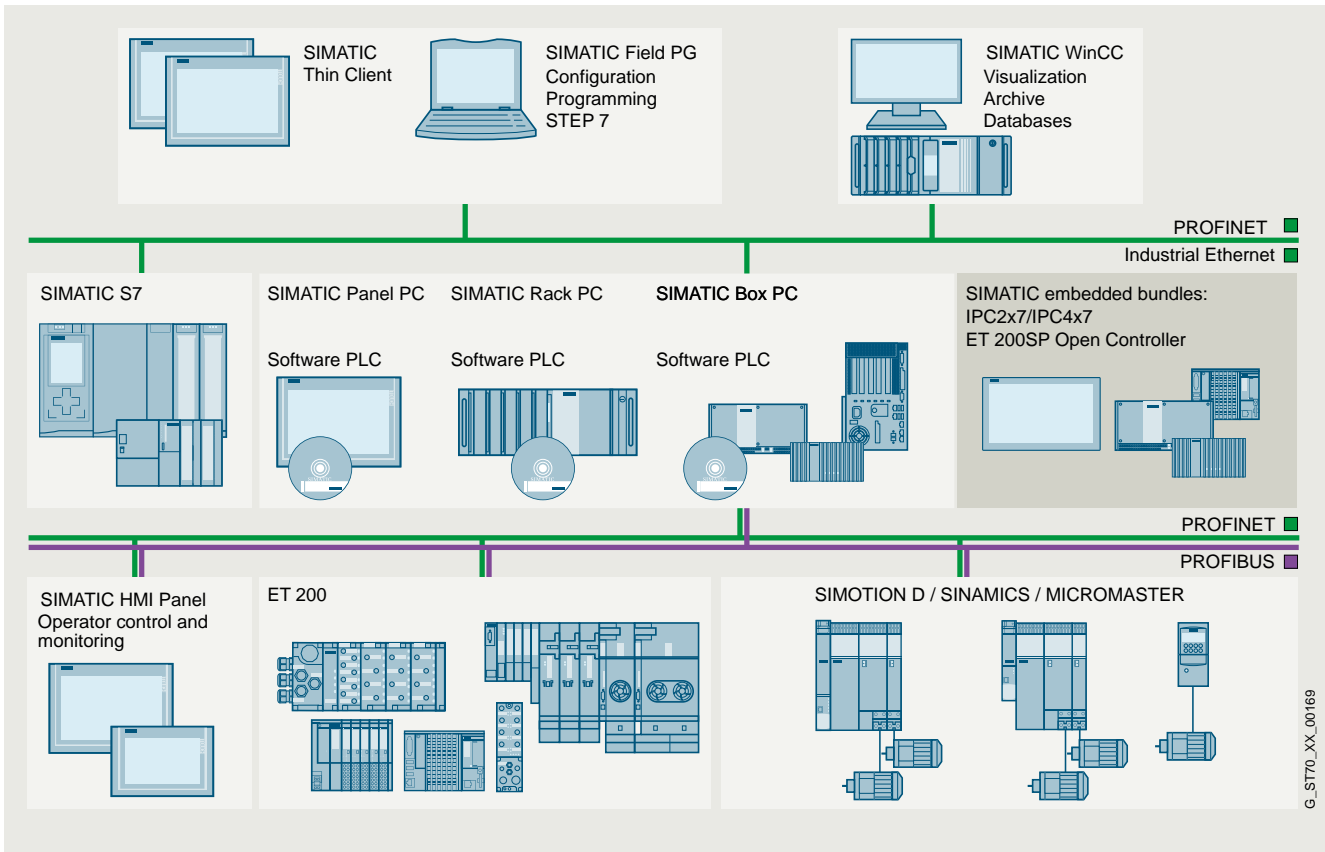 SIMATIC
Thin Client
SIMATIC Field PG
Configuration
Programming
STEP 7
SIMATIC WinCC
Visualization
Archive
Databases
PROFINET
Industrial Ethernet
SIMATIC S7
SIMATIC Panel PC
Software PLC
SIMATIC Rack PC
Software PLC
SIMATIC Box PC
Software PLC
SIMATIC embedded bundles:
IPC2x7/IPC4x7
ET 200SP Open Controller
PROFINET
PROFIBUS
SIMATIC HMI Panel
Operator control and
monitoring
ET 200
SIMOTION D / SINAMICS / MICROMASTER
G_ST70_XX_00169